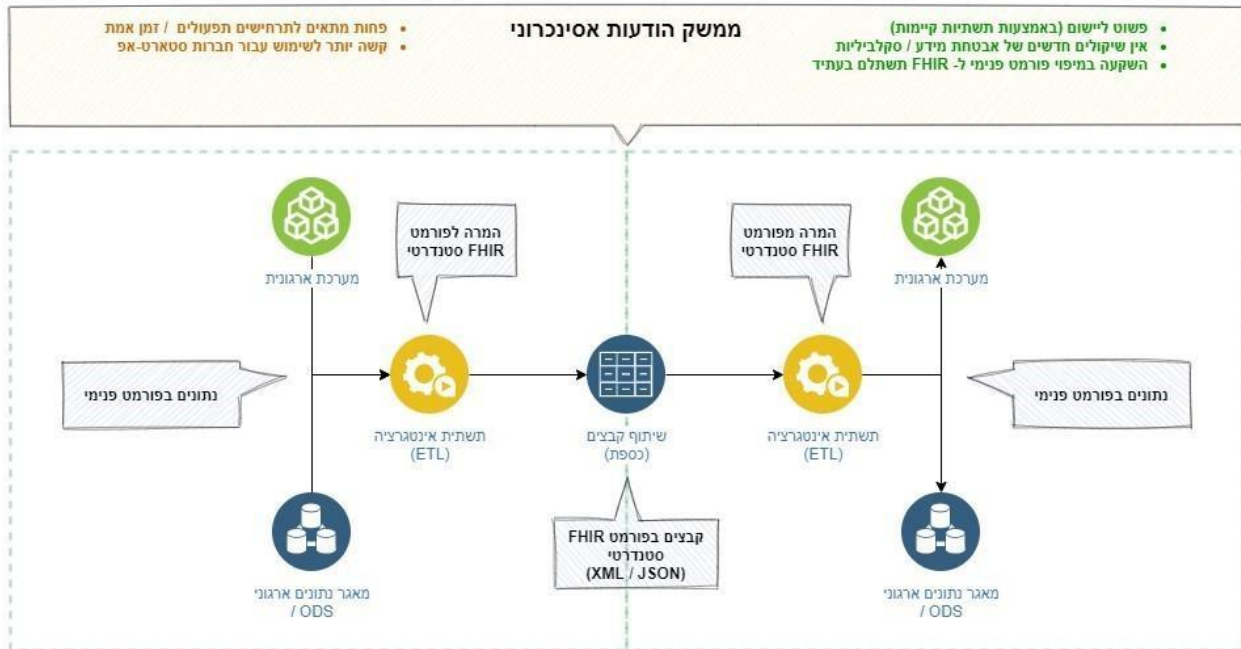 ממשק הודעות אסינכרוני
פשוט ליישום (באמצעות תשתיות קיימות)
אין שיקולים חדשים של אבטחת מידע / סקלביליות
השקעה במיפוי פורמט פנימי ל- FHIR תשתלם בעתיד
פחות מתאים לתרחישים תפעולים / זמן אמת
קשה יותר לשימוש עבור חברות סטארט-אפ
מערכת ארגונית
המרה לפורמט
FHIR סטנדרטי
המרה מפורמט
FHIR סטנדרטי
מערכת ארגונית
נתונים בפורמט פנימי
תשתית אינטגרציה
(ETL)
שיתוף קבצים
(כספת)
תשתית אינטגרציה
(ETL)
נתונים בפורמט פנימי
קבצים בפורמט FHIR
סטנדרטי
(XML / JSON)
מאגר נתונים ארגוני
/ ODS
מאגר נתונים ארגוני
/ ODS